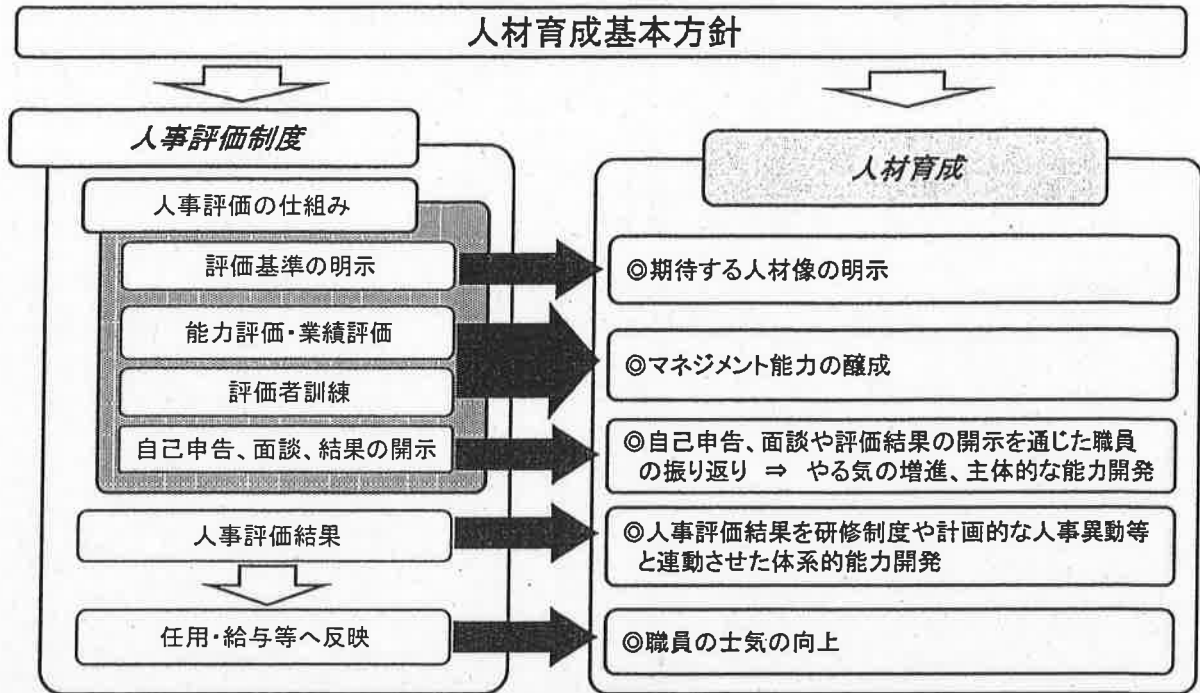 人材育成基本方針
人事評価制度
人事評価の仕組み
評価基準の明示
能力評価・業績評価
評価者訓練
自己申告、面談、結果の開示
人事評価結果
任用・給与等へ反映
人材育成
◎期待する人材像の明示
◎マネジメント能力の醸成
◎自己申告、面談や評価結果の開示を通じた職員
の振り返り ⇒ やる気の増進、主体的な能力開発
◎人事評価結果を研修制度や計画的な人事異動等
と連動させた体系的能力開発
◎職員の士気の向上